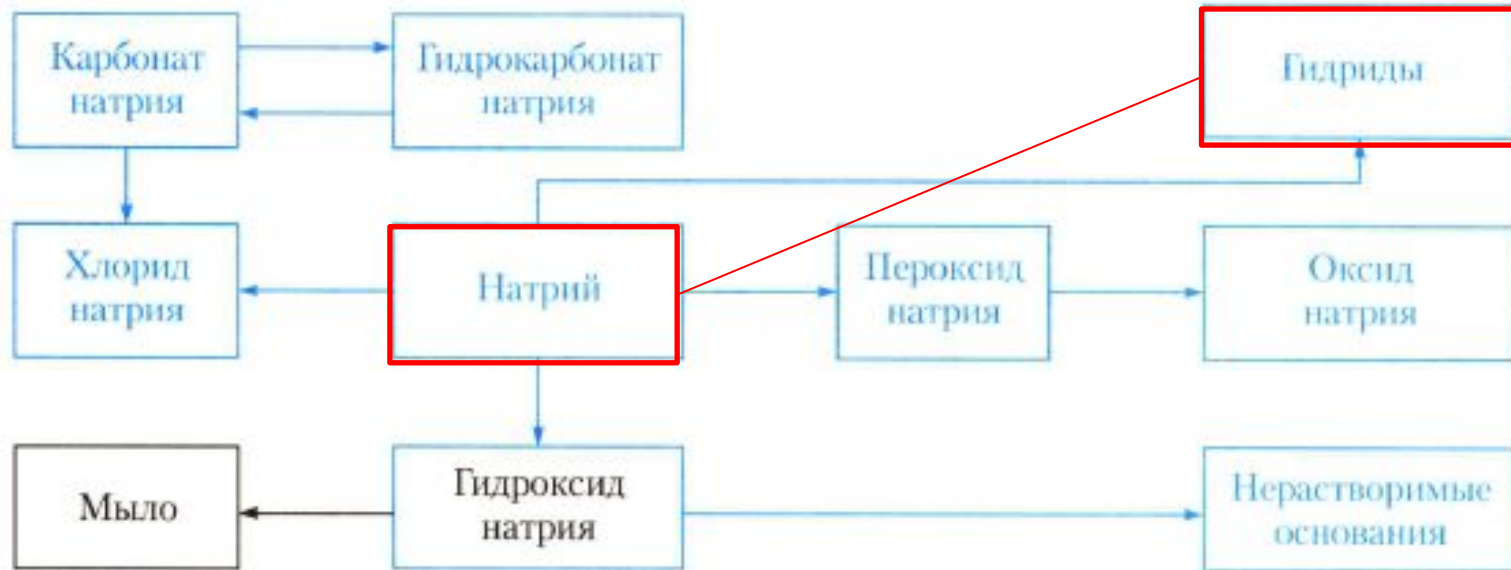 Карбонат
натрия
Гидрокарбонат
натрия
Гидриды
Хлорид
натрия
Натрий
Пероксид
натрия
Оксид
натрия
Мыло
Гидроксид
натрия
Нерастворимые
основания